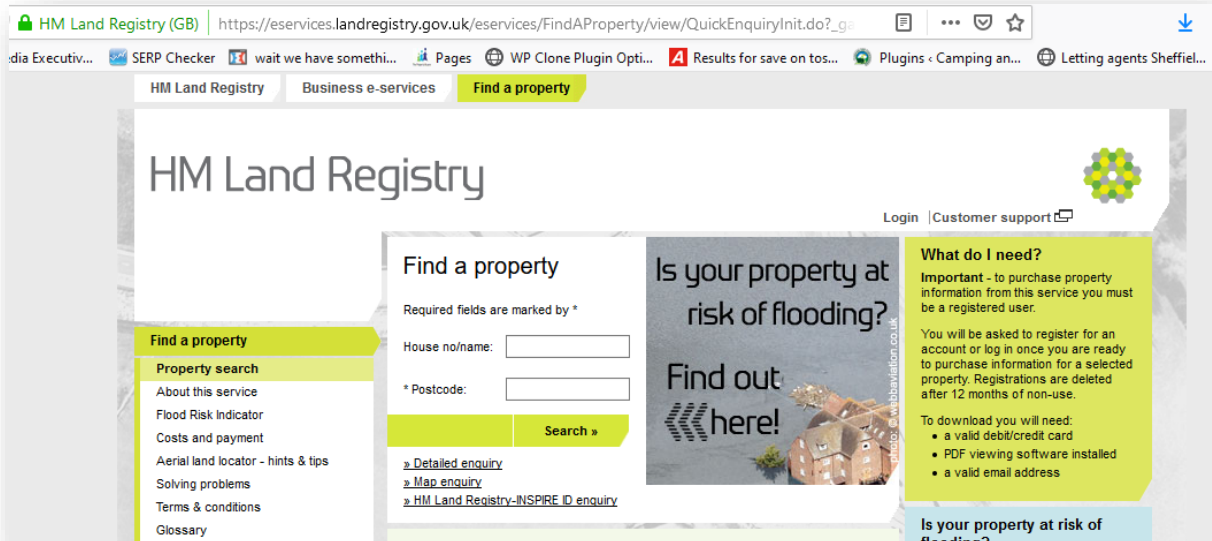 HM Land Registry (GB) https://eservices.landregistry.gov.uk/eservices/FindAProperty/view/QuickEnquiryInit.do?_ga
dia Executiv... SERP Checker wait we have somethi... Pages WP Clone Plugin Opti... Results for save on tos... Plugins ‹ Camping an... Letting agents Sheffiel...
HM Land Registry Business e-services Find a property
HM Land Registry
Login | Customer support
Find a property
Property search
About this service
Flood Risk Indicator
Costs and payment
Aerial land locator - hints & tips
Solving problems
Terms & conditions
Glossary
Find a property
Required fields are marked by *
House no/name:
* Postcode:
Search »
» Detailed enquiry
» Map enquiry
» HM Land Registry-INSPIRE ID enquiry
Is your property at
risk of flooding?
Find out
here!
photo: © webbaviation.co.uk
What do I need?
Important - to purchase property
information from this service you must
be a registered user.
You will be asked to register for an
account or log in once you are ready
to purchase information for a selected
property. Registrations are deleted
after 12 months of non-use.
To download you will need:
• a valid debit/credit card
• PDF viewing software installed
• a valid email address
Is your property at risk of
flooding?